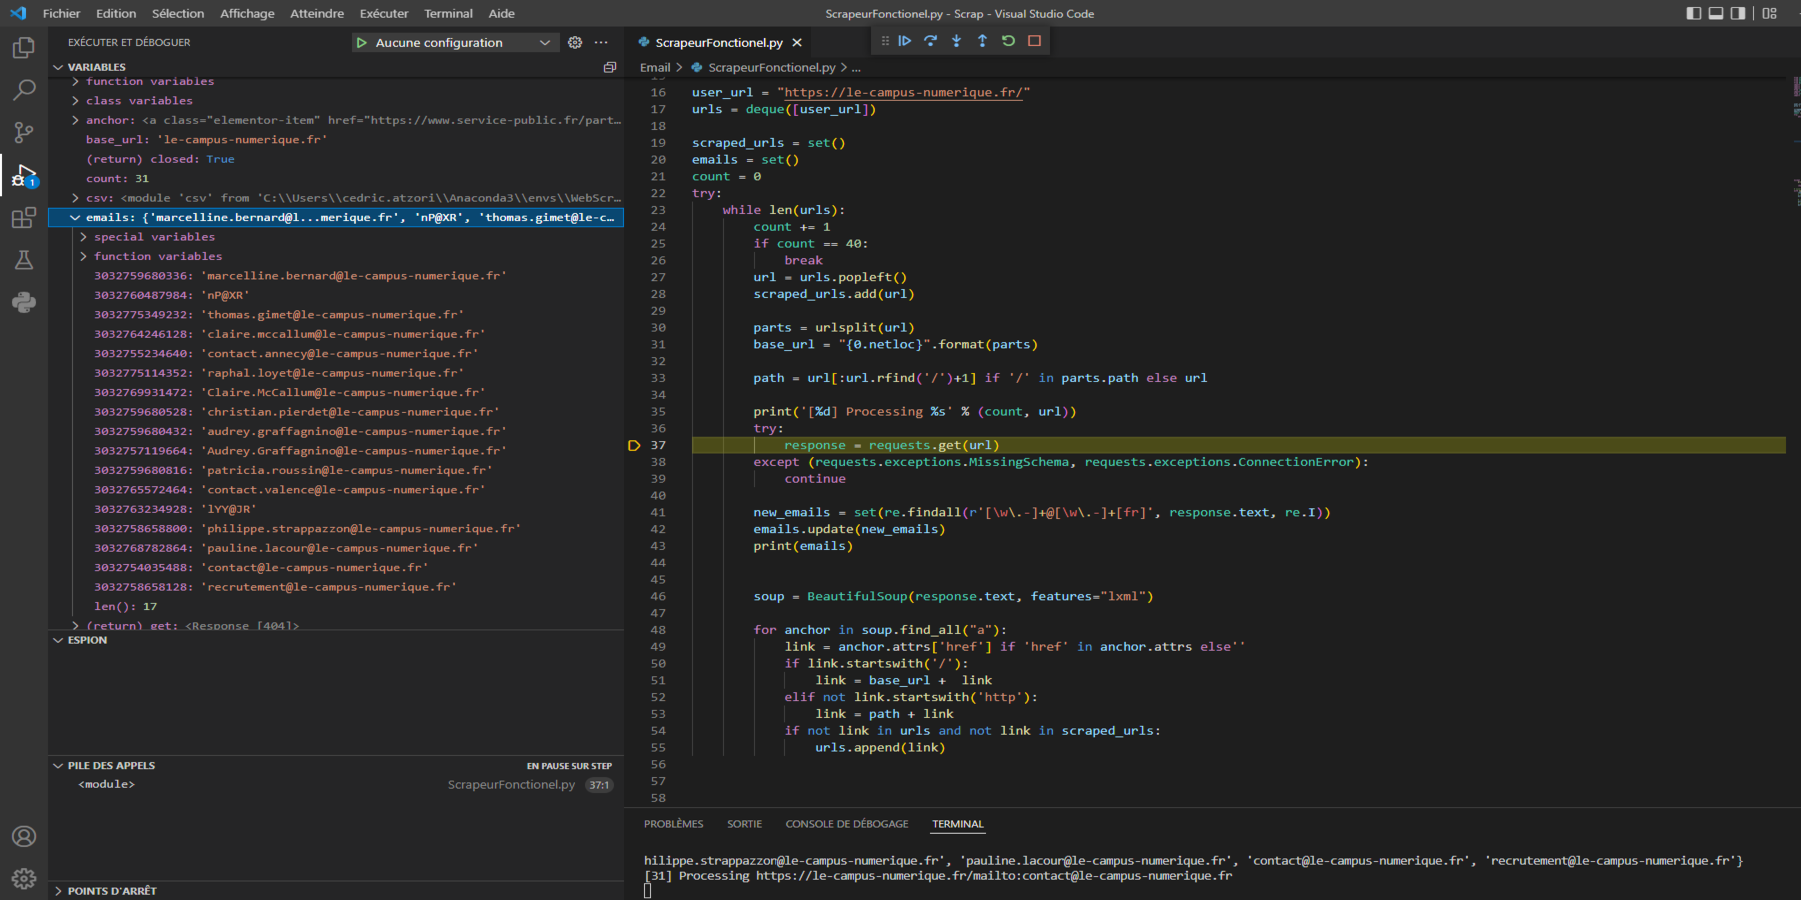 Fichier Edition Sélection Affichage Atteindre Exécuter Terminal Aide
ScrapeurFonctionel.py - Scrap - Visual Studio Code
EXÉCUTER ET DÉBOGUER
Aucune configuration
ScrapeurFonctionel.py
VARIABLES
function variables
class variables
anchor: <a class="elementor-item" href="https://www.service-public.fr/part...
base_url: 'le-campus-numerique.fr'
(return) closed: True
count: 31
csv: <module 'csv' from 'C:\\Users\\cedric.atzori\\Anaconda3\\envs\\WebScr...
emails: {'marcelline.bernard@l...merique.fr', 'nP@XR', 'thomas.gimet@le-c...
special variables
function variables
3032759680336: 'marcelline.bernard@le-campus-numerique.fr'
3032760487984: 'nP@XR'
3032775349232: 'thomas.gimet@le-campus-numerique.fr'
3032764246128: 'claire.mccallum@le-campus-numerique.fr'
3032755234640: 'contact.annecy@le-campus-numerique.fr'
3032775114352: 'raphal.loyet@le-campus-numerique.fr'
3032769931472: 'Claire.McCallum@le-campus-numerique.fr'
3032759680528: 'christian.pierdet@le-campus-numerique.fr'
3032759680432: 'audrey.graffagnino@le-campus-numerique.fr'
3032757119664: 'Audrey.Graffagnino@le-campus-numerique.fr'
3032759680816: 'patricia.roussin@le-campus-numerique.fr'
3032765572464: 'contact.valence@le-campus-numerique.fr'
3032763234928: 'lYY@JR'
3032758658800: 'philippe.strappazzon@le-campus-numerique.fr'
3032768782864: 'pauline.lacour@le-campus-numerique.fr'
3032754035488: 'contact@le-campus-numerique.fr'
3032758658128: 'recrutement@le-campus-numerique.fr'
len(): 17
(return) get: <Response [404]>
ESPION
PILE DES APPELS EN PAUSE SUR STEP
<module> ScrapeurFonctionel.py 37:1
POINTS D'ARRÊT
1
Email > ScrapeurFonctionel.py > ...
15
16 user_url = "https://le-campus-numerique.fr/"
17 urls = deque([user_url])
18
19 scraped_urls = set()
20 emails = set()
21 count = 0
22 try:
23 while len(urls):
24 count += 1
25 if count == 40:
26 break
27 url = urls.popleft()
28 scraped_urls.add(url)
29
30 parts = urlsplit(url)
31 base_url = "{0.netloc}".format(parts)
32
33 path = url[:url.rfind('/')+1] if '/' in parts.path else url
34
35 print('[%d] Processing %s' % (count, url))
36 try:
37 response = requests.get(url)
38 except (requests.exceptions.MissingSchema, requests.exceptions.ConnectionError):
39 continue
40
41 new_emails = set(re.findall(r'[\w\.-]+@[\w\.-]+[fr]', response.text, re.I))
42 emails.update(new_emails)
43 print(emails)
44
45
46 soup = BeautifulSoup(response.text, features="lxml")
47
48 for anchor in soup.find_all("a"):
49 link = anchor.attrs['href'] if 'href' in anchor.attrs else''
50 if link.startswith('/'):
51 link = base_url +  link
52 elif not link.startswith('http'):
53 link = path + link
54 if not link in urls and not link in scraped_urls:
55 urls.append(link)
56
57
58
PROBLÈMES SORTIE CONSOLE DE DÉBOGAGE TERMINAL
hilippe.strappazzon@le-campus-numerique.fr', 'pauline.lacour@le-campus-numerique.fr', 'contact@le-campus-numerique.fr', 'recrutement@le-campus-numerique.fr'}
[31] Processing https://le-campus-numerique.fr/mailto:contact@le-campus-numerique.fr